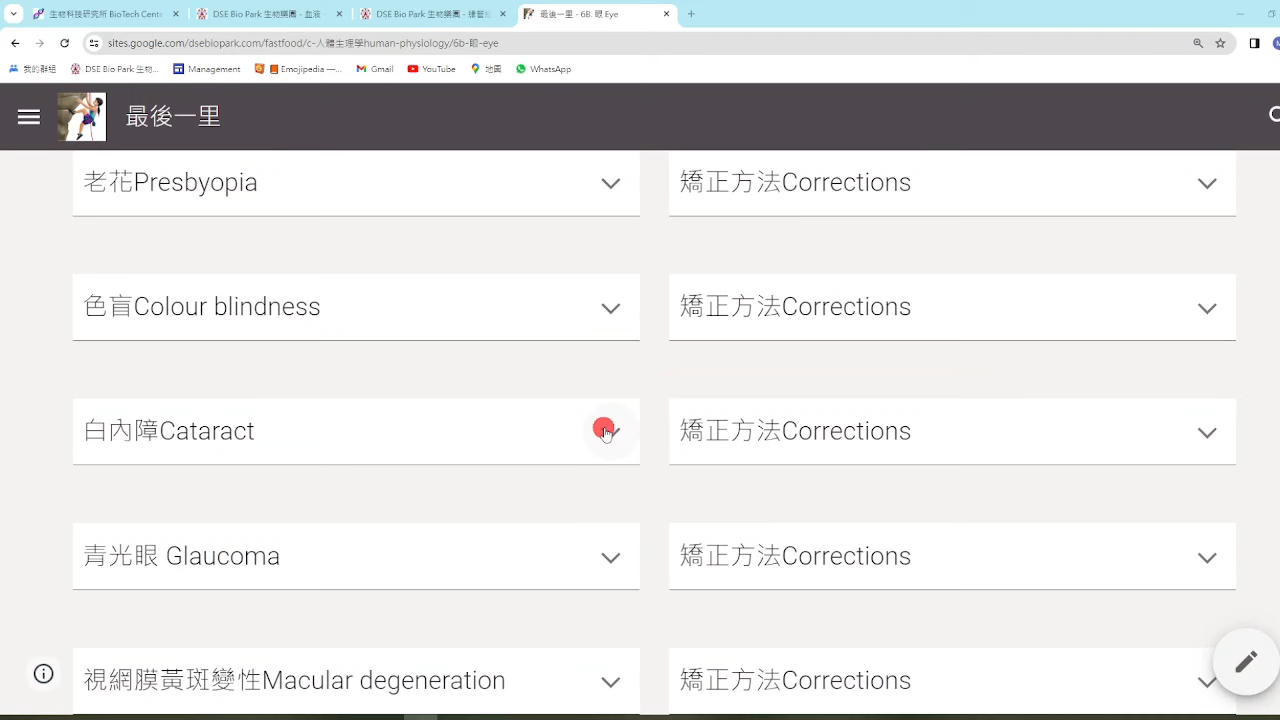 生物科技研究所 BioTech Cente
DSE Bio Park 生物樂園 - 血液
DSE Bio Park 生物樂園 -
最後一里 - 6B. 眼 Eye
sites.google.com/dsebiopark.com/fastfood/c-人體生理學human-physiology/6b-眼-eye
我的群組
DSE Bio Park 生物...
Management
Emojipedia —...
Gmail
YouTube
地圖
WhatsApp
最後一里
老花Presbyopia
矯正方法Corrections
色盲Colour blindness
矯正方法Corrections
白內障Cataract
矯正方法Corrections
青光眼 Glaucoma
矯正方法Corrections
視網膜黃斑變性Macular degeneration
矯正方法Corrections